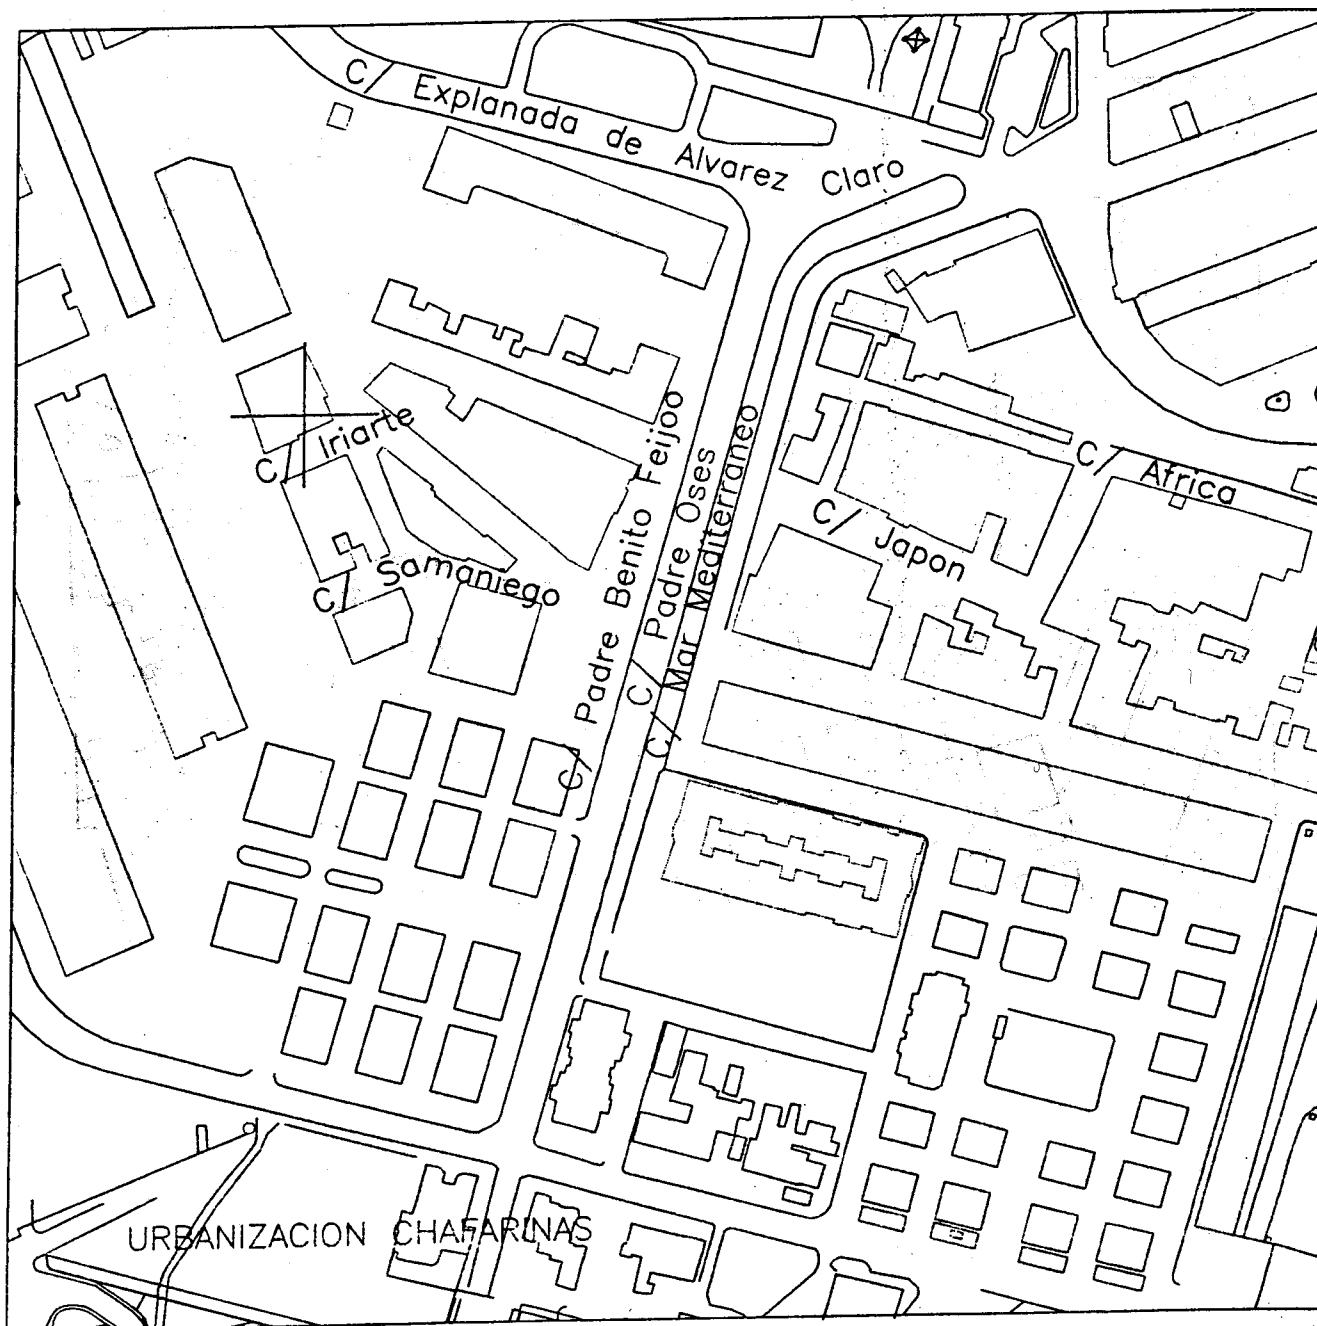 C/ Explanada de Alvarez Claro
C/ Iriarte
C/ Samaniego
C/ Padre Benito Feijoo
C/ Padre Oses
C/ Mar Mediterraneo
C/ Africa
C/ Japon
URBANIZACION CHAFARINAS